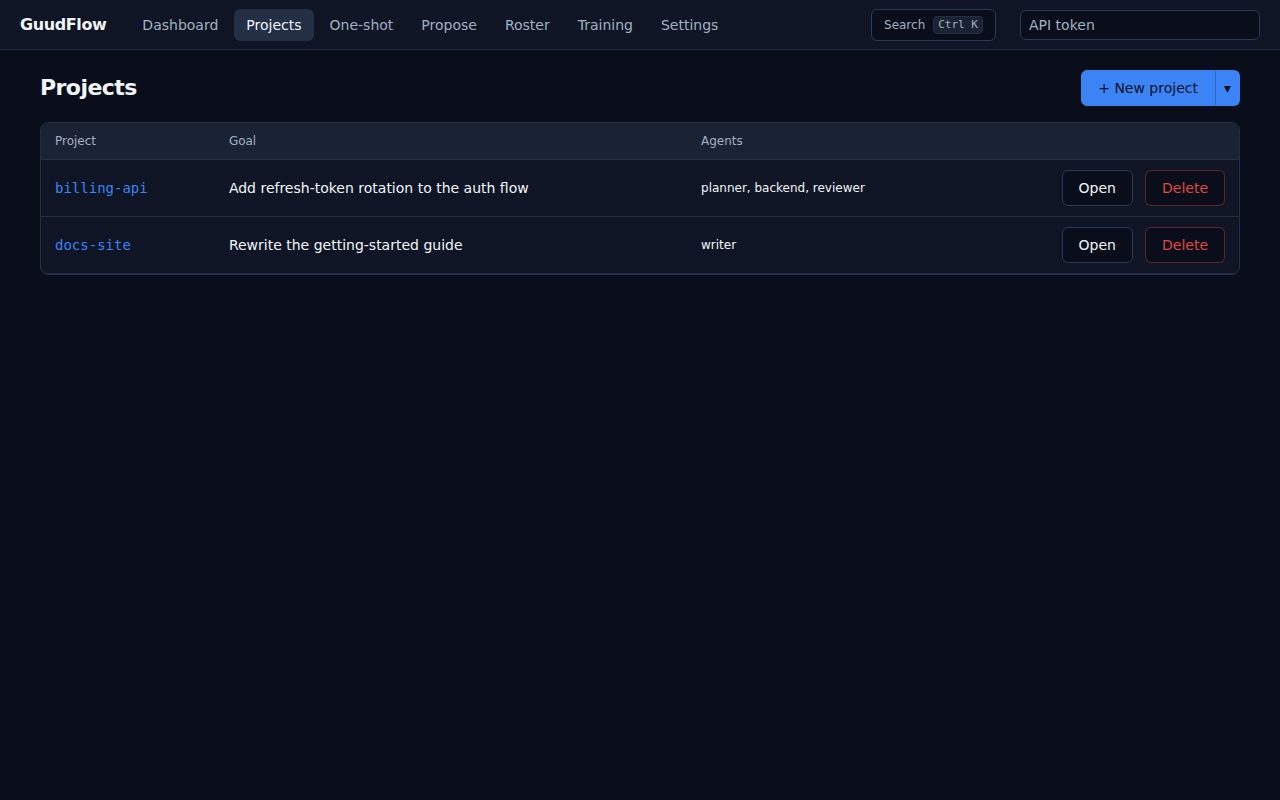 GuudFlow Dashboard Projects One-shot Propose Roster Training Settings Search Ctrl K API token
Projects + New project ▾
Project Goal Agents
billing-api Add refresh-token rotation to the auth flow planner, backend, reviewer Open Delete
docs-site Rewrite the getting-started guide writer Open Delete